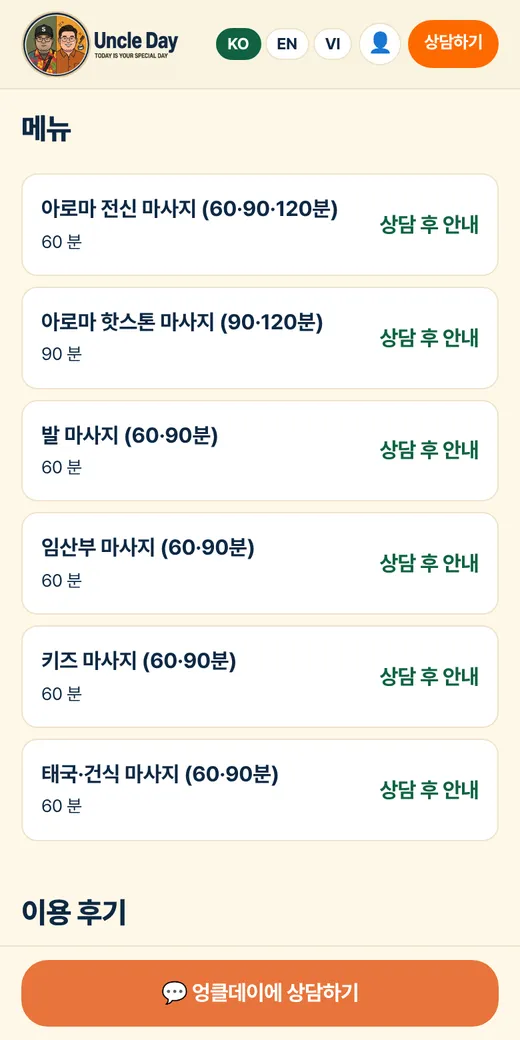 Uncle Day
TODAY IS YOUR SPECIAL DAY
KO
EN
VI
상담하기
메뉴
아로마 전신 마사지 (60·90·120분)
60 분
상담 후 안내
아로마 핫스톤 마사지 (90·120분)
90 분
상담 후 안내
발 마사지 (60·90분)
60 분
상담 후 안내
임산부 마사지 (60·90분)
60 분
상담 후 안내
키즈 마사지 (60·90분)
60 분
상담 후 안내
태국·건식 마사지 (60·90분)
60 분
상담 후 안내
이용 후기
💬 엉클데이에 상담하기